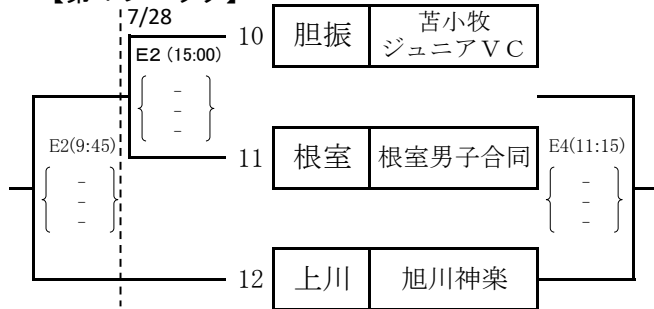 7/28
10 胆振 苫小牧
ジュニアＶＣ
E2 (15:00)
-
-
-
E2(9:45)
-
-
-
11 根室 根室男子合同
E4(11:15)
-
-
-
12 上川 旭川神楽